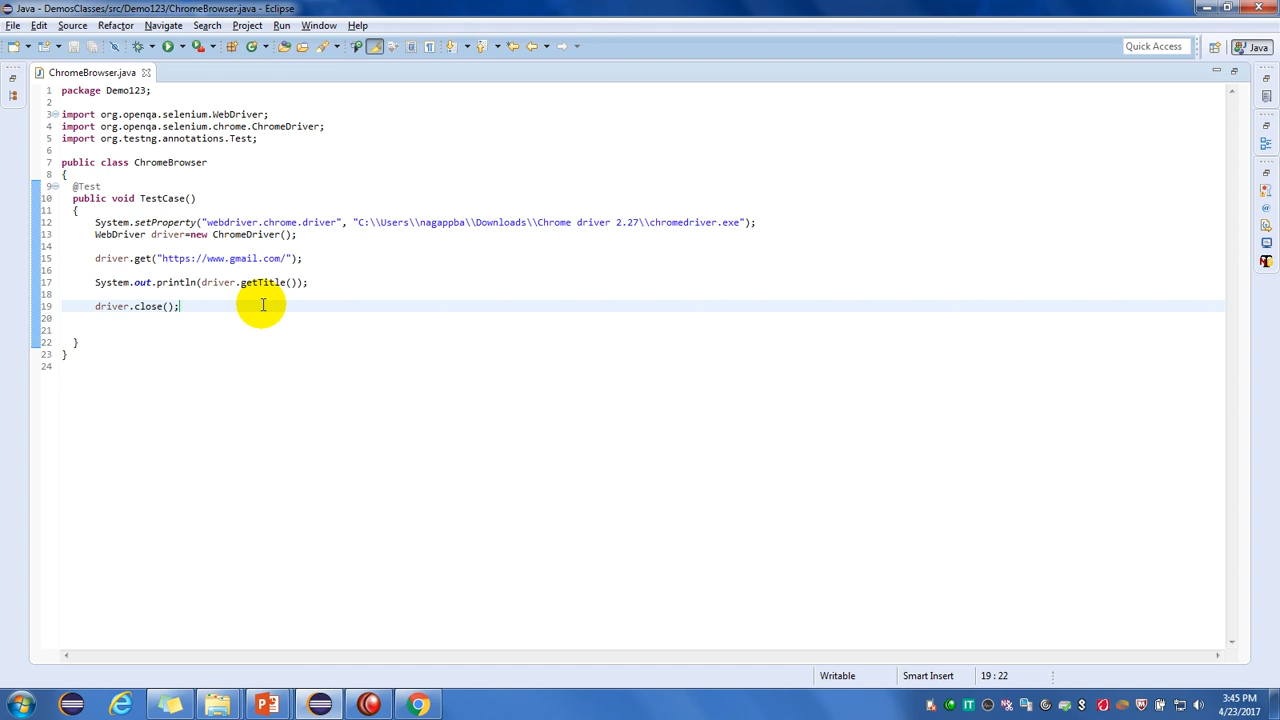 Java - DemosClasses/src/Demo123/ChromeBrowser.java - Eclipse
File Edit Source Refactor Navigate Search Project Run Window Help
Quick Access
Java
ChromeBrowser.java
1 package Demo123;
2
3 import org.openqa.selenium.WebDriver;
4 import org.openqa.selenium.chrome.ChromeDriver;
5 import org.testng.annotations.Test;
6
7 public class ChromeBrowser
8 {
9 @Test
10 public void TestCase()
11 {
12 System.setProperty("webdriver.chrome.driver", "C:\\Users\\nagappba\\Downloads\\Chrome driver 2.27\\chromedriver.exe");
13 WebDriver driver=new ChromeDriver();
14
15 driver.get("https://www.gmail.com/");
16
17 System.out.println(driver.getTitle());
18
19 driver.close();
20
21
22 }
23 }
24
Writable Smart Insert 19 : 22
3:45 PM
4/23/2017